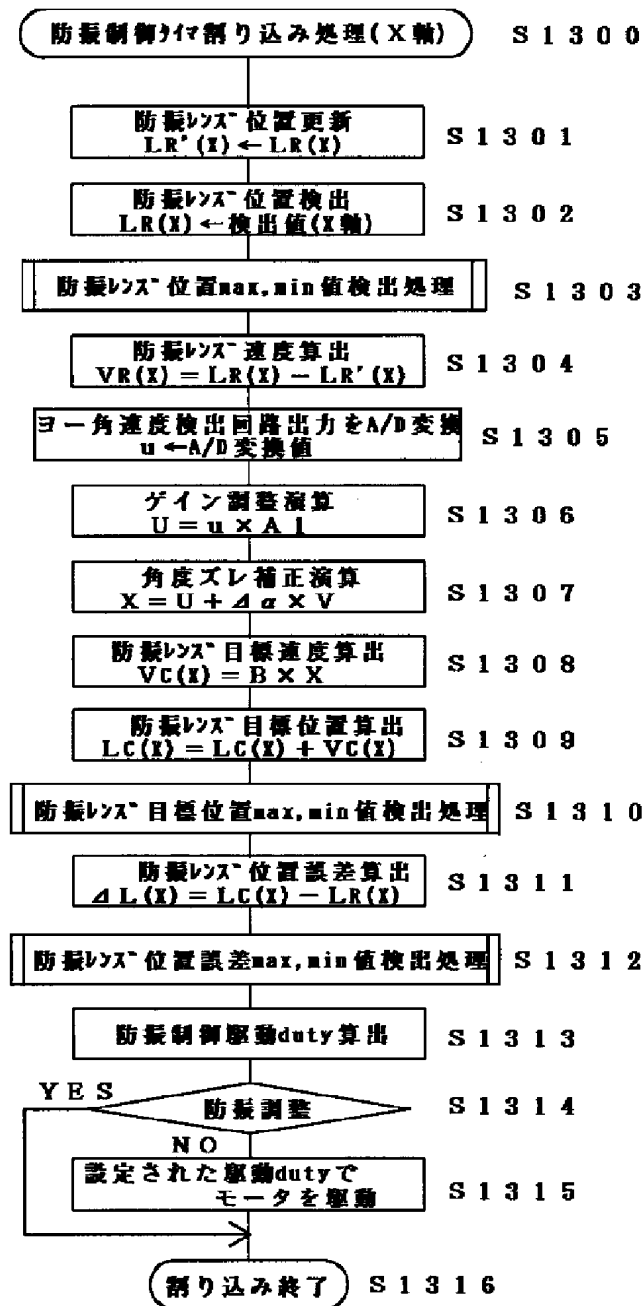 防振制御ﾀｲﾏ割り込み処理(X軸) S1300
防振ﾚﾝｽﾞ位置更新
LR'(X)←LR(X) S1301
防振ﾚﾝｽﾞ位置検出
LR(X)←検出値(X軸) S1302
防振ﾚﾝｽﾞ位置max,min値検出処理 S1303
防振ﾚﾝｽﾞ速度算出
VR(X)=LR(X)-LR'(X) S1304
ヨー角速度検出回路出力をA/D変換
u←A/D変換値 S1305
ゲイン調整演算
U=u×A1 S1306
角度ズレ補正演算
X=U+Δα×V S1307
防振ﾚﾝｽﾞ目標速度算出
VC(X)=B×X S1308
防振ﾚﾝｽﾞ目標位置算出
LC(X)=LC(X)+VC(X) S1309
防振ﾚﾝｽﾞ目標位置max,min値検出処理 S1310
防振ﾚﾝｽﾞ位置誤差算出
ΔL(X)=LC(X)-LR(X) S1311
防振ﾚﾝｽﾞ位置誤差max,min値検出処理 S1312
防振制御駆動duty算出 S1313
YES
防振調整 S1314
NO
設定された駆動dutyで
モータを駆動 S1315
割り込み終了 S1316